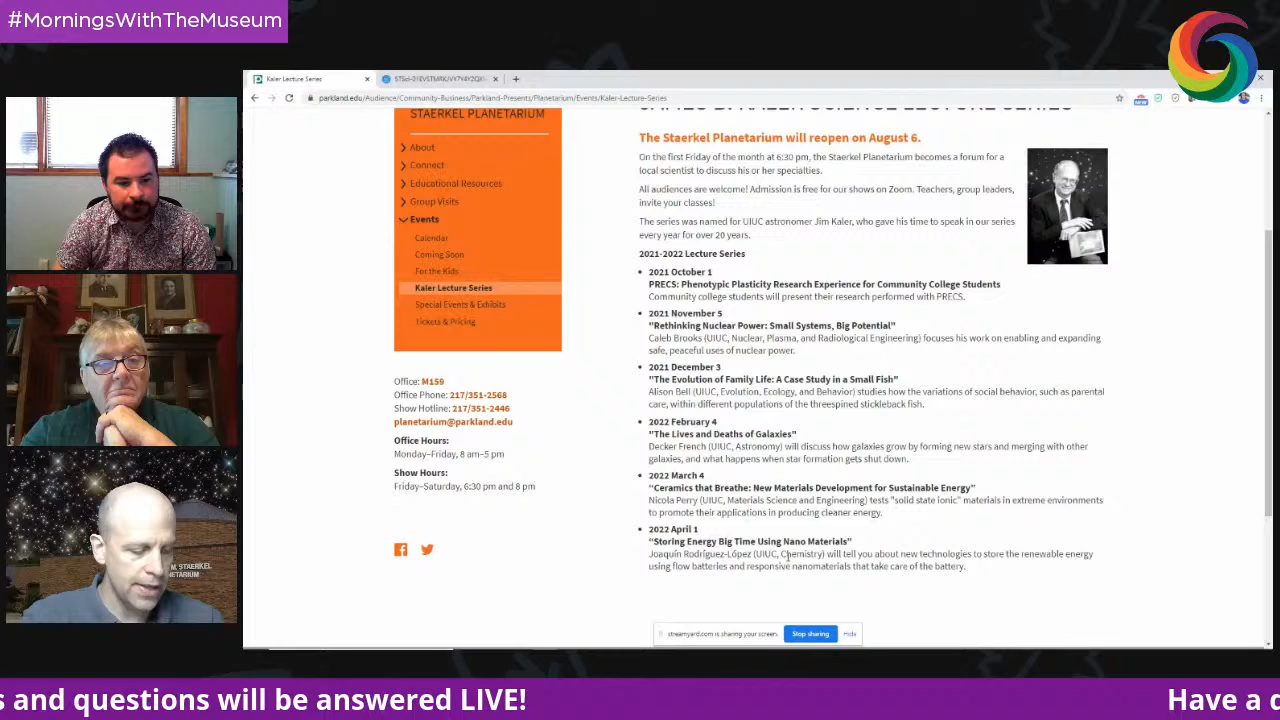 #MorningsWithTheMuseum
Kaler Lecture Series
parkland.edu/Audience/Community-Business/Parkland-Presents/Planetarium/Events/Kaler-Lecture-Series
STAERKEL PLANETARIUM
About
Connect
Educational Resources
Group Visits
Events
Calendar
Coming Soon
For the Kids
Kaler Lecture Series
Special Events & Exhibits
Tickets & Pricing
Office: M159
Office Phone: 217/351-2568
Show Hotline: 217/351-2446
planetarium@parkland.edu
Office Hours:
Monday–Friday, 8 am–5 pm
Show Hours:
Friday–Saturday, 6:30 pm and 8 pm
The Staerkel Planetarium will reopen on August 6.
On the first Friday of the month at 6:30 pm, the Staerkel Planetarium becomes a forum for a
local scientist to discuss his or her specialties.
All audiences are welcome! Admission is free for our shows on Zoom. Teachers, group leaders,
invite your classes!
The series was named for UIUC astronomer Jim Kaler, who gave his time to speak in our series
every year for over 20 years.
2021-2022 Lecture Series
2021 October 1
PRECS: Phenotypic Plasticity Research Experience for Community College Students
Community college students will present their research performed with PRECS.
2021 November 5
"Rethinking Nuclear Power: Small Systems, Big Potential"
Caleb Brooks (UIUC, Nuclear, Plasma, and Radiological Engineering) focuses his work on enabling and expanding
safe, peaceful uses of nuclear power.
2021 December 3
"The Evolution of Family Life: A Case Study in a Small Fish"
Alison Bell (UIUC, Evolution, Ecology, and Behavior) studies how the variations of social behavior, such as parental
care, within different populations of the threespined stickleback fish.
2022 February 4
"The Lives and Deaths of Galaxies"
Decker French (UIUC, Astronomy) will discuss how galaxies grow by forming new stars and merging with other
galaxies, and what happens when star formation gets shut down.
2022 March 4
"Ceramics that Breathe: New Materials Development for Sustainable Energy"
Nicola Perry (UIUC, Materials Science and Engineering) tests "solid state ionic" materials in extreme environments
to promote their applications in producing cleaner energy.
2022 April 1
"Storing Energy Big Time Using Nano Materials"
Joaquín Rodríguez-López (UIUC, Chemistry) will tell you about new technologies to store the renewable energy
using flow batteries and responsive nanomaterials that take care of the battery.
streamyard.com is sharing your screen.
Stop sharing
Hide
M. STAERKEL
s and questions will be answered LIVE!
Have a